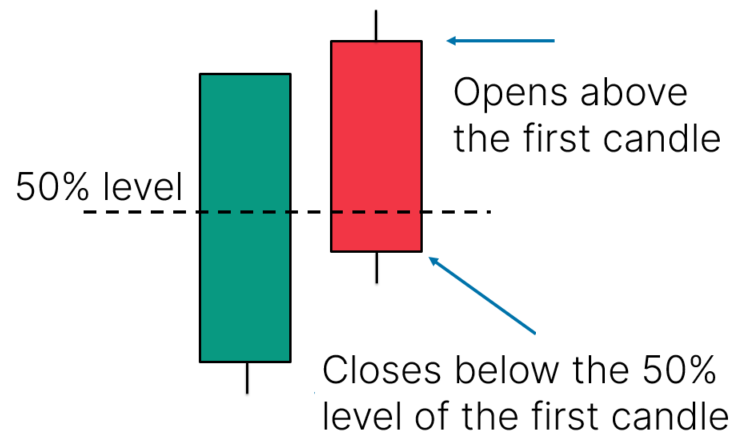 Opens above
the first candle
50% level
Closes below the 50%
level of the first candle